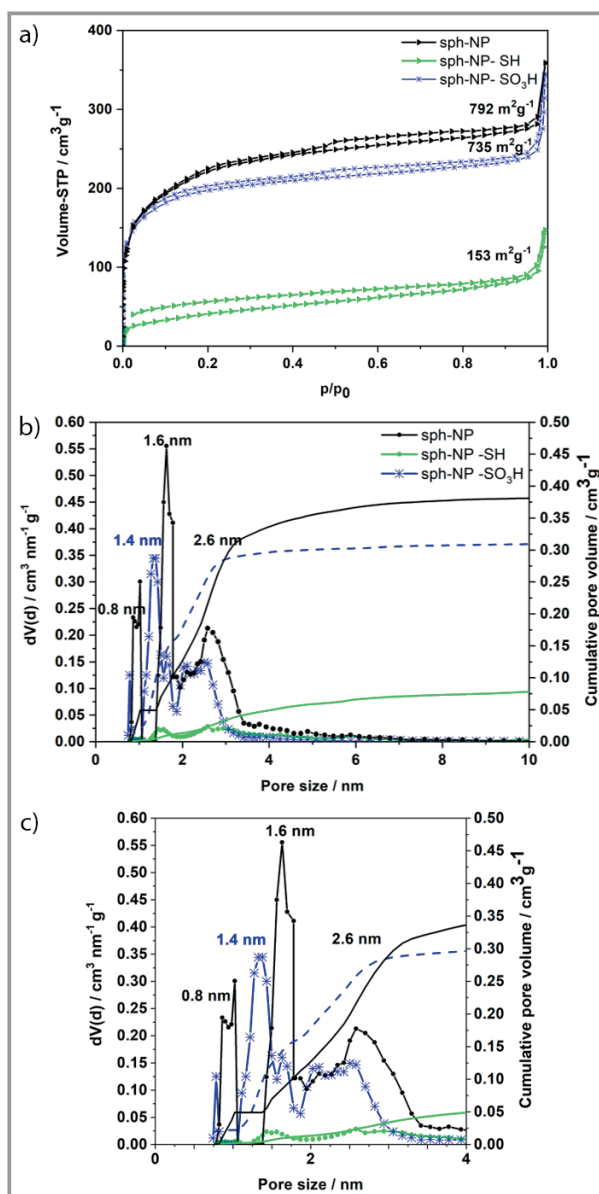 a)
400
300
200
100
0
Volume-STP / cm³g⁻¹
sph-NP
sph-NP- SH
sph-NP- SO₃H
792 m²g⁻¹
735 m²g⁻¹
153 m²g⁻¹
0.0 0.2 0.4 0.6 0.8 1.0
p/p₀
b)
0.60
0.55
0.50
0.45
0.40
0.35
0.30
0.25
0.20
0.15
0.10
0.05
0.00
dV(d) / cm³ nm⁻¹ g⁻¹
1.6 nm
sph-NP
sph-NP -SH
sph-NP -SO₃H
1.4 nm
2.6 nm
0.8 nm
0.50
0.45
0.40
0.35
0.30
0.25
0.20
0.15
0.10
0.05
0.00
Cumulative pore volume / cm³g⁻¹
0 2 4 6 8 10
Pore size / nm
c)
0.60
0.55
0.50
0.45
0.40
0.35
0.30
0.25
0.20
0.15
0.10
0.05
0.00
dV(d) / cm³ nm⁻¹ g⁻¹
1.6 nm
1.4 nm
2.6 nm
0.8 nm
0.50
0.45
0.40
0.35
0.30
0.25
0.20
0.15
0.10
0.05
0.00
Cumulative pore volume / cm³g⁻¹
0 2 4
Pore size / nm